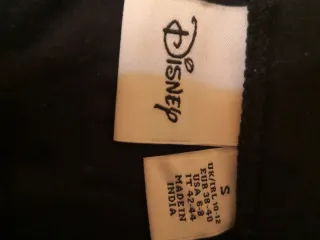 Disney
S
UK/IRL 10-12
EUR 38-40
USA 6-8
IT 42-44
MADE IN
INDIA